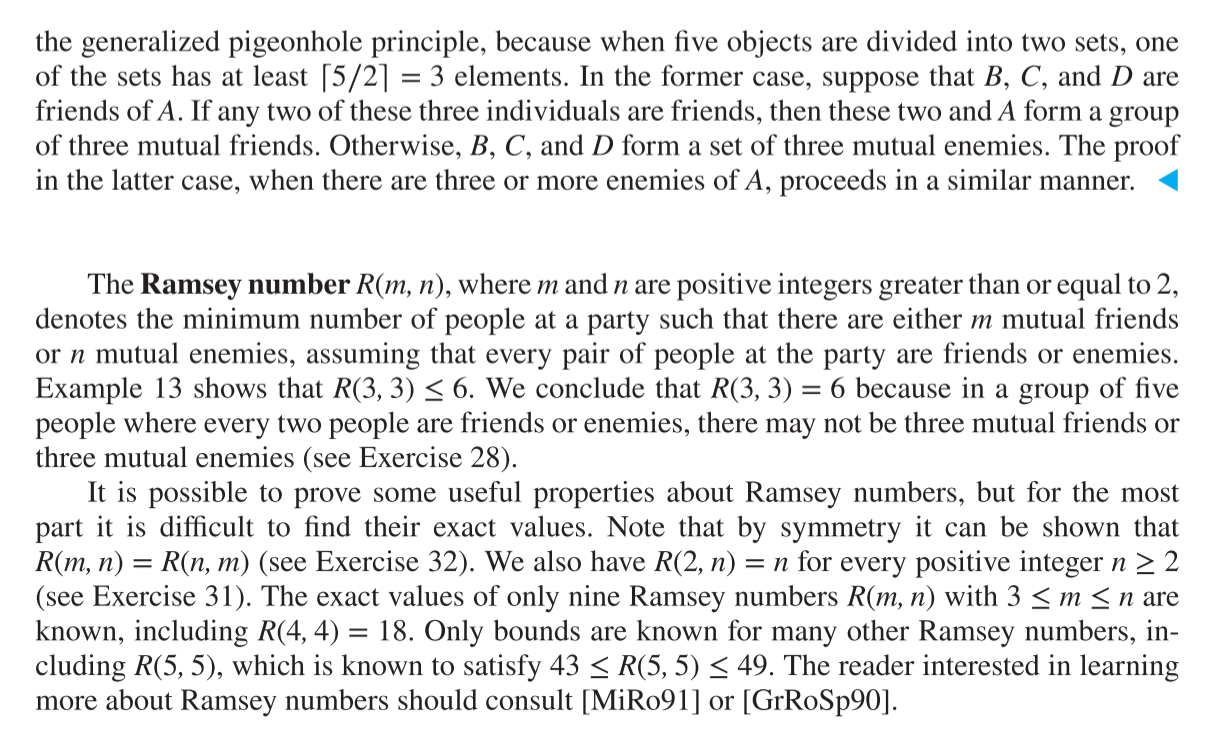 the generalized pigeonhole principle, because when five objects are divided into two sets, one
of the sets has at least ⌈5/2⌉ = 3 elements. In the former case, suppose that B, C, and D are
friends of A. If any two of these three individuals are friends, then these two and A form a group
of three mutual friends. Otherwise, B, C, and D form a set of three mutual enemies. The proof
in the latter case, when there are three or more enemies of A, proceeds in a similar manner. ◀
The Ramsey number R(m, n), where m and n are positive integers greater than or equal to 2,
denotes the minimum number of people at a party such that there are either m mutual friends
or n mutual enemies, assuming that every pair of people at the party are friends or enemies.
Example 13 shows that R(3, 3) ≤ 6. We conclude that R(3, 3) = 6 because in a group of five
people where every two people are friends or enemies, there may not be three mutual friends or
three mutual enemies (see Exercise 28).
It is possible to prove some useful properties about Ramsey numbers, but for the most
part it is difficult to find their exact values. Note that by symmetry it can be shown that
R(m, n) = R(n, m) (see Exercise 32). We also have R(2, n) = n for every positive integer n ≥ 2
(see Exercise 31). The exact values of only nine Ramsey numbers R(m, n) with 3 ≤ m ≤ n are
known, including R(4, 4) = 18. Only bounds are known for many other Ramsey numbers, in-
cluding R(5, 5), which is known to satisfy 43 ≤ R(5, 5) ≤ 49. The reader interested in learning
more about Ramsey numbers should consult [MiRo91] or [GrRoSp90].